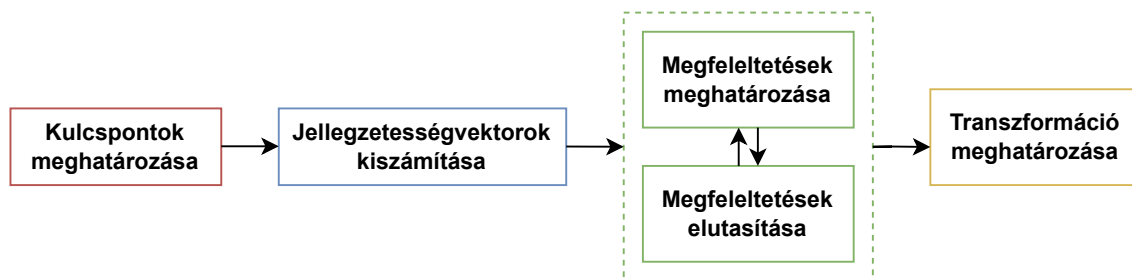 Kulcspontok
meghatározása
Jellegzetességvektorok
kiszámítása
Megfeleltetések
meghatározása
Megfeleltetések
elutasítása
Transzformáció
meghatározása